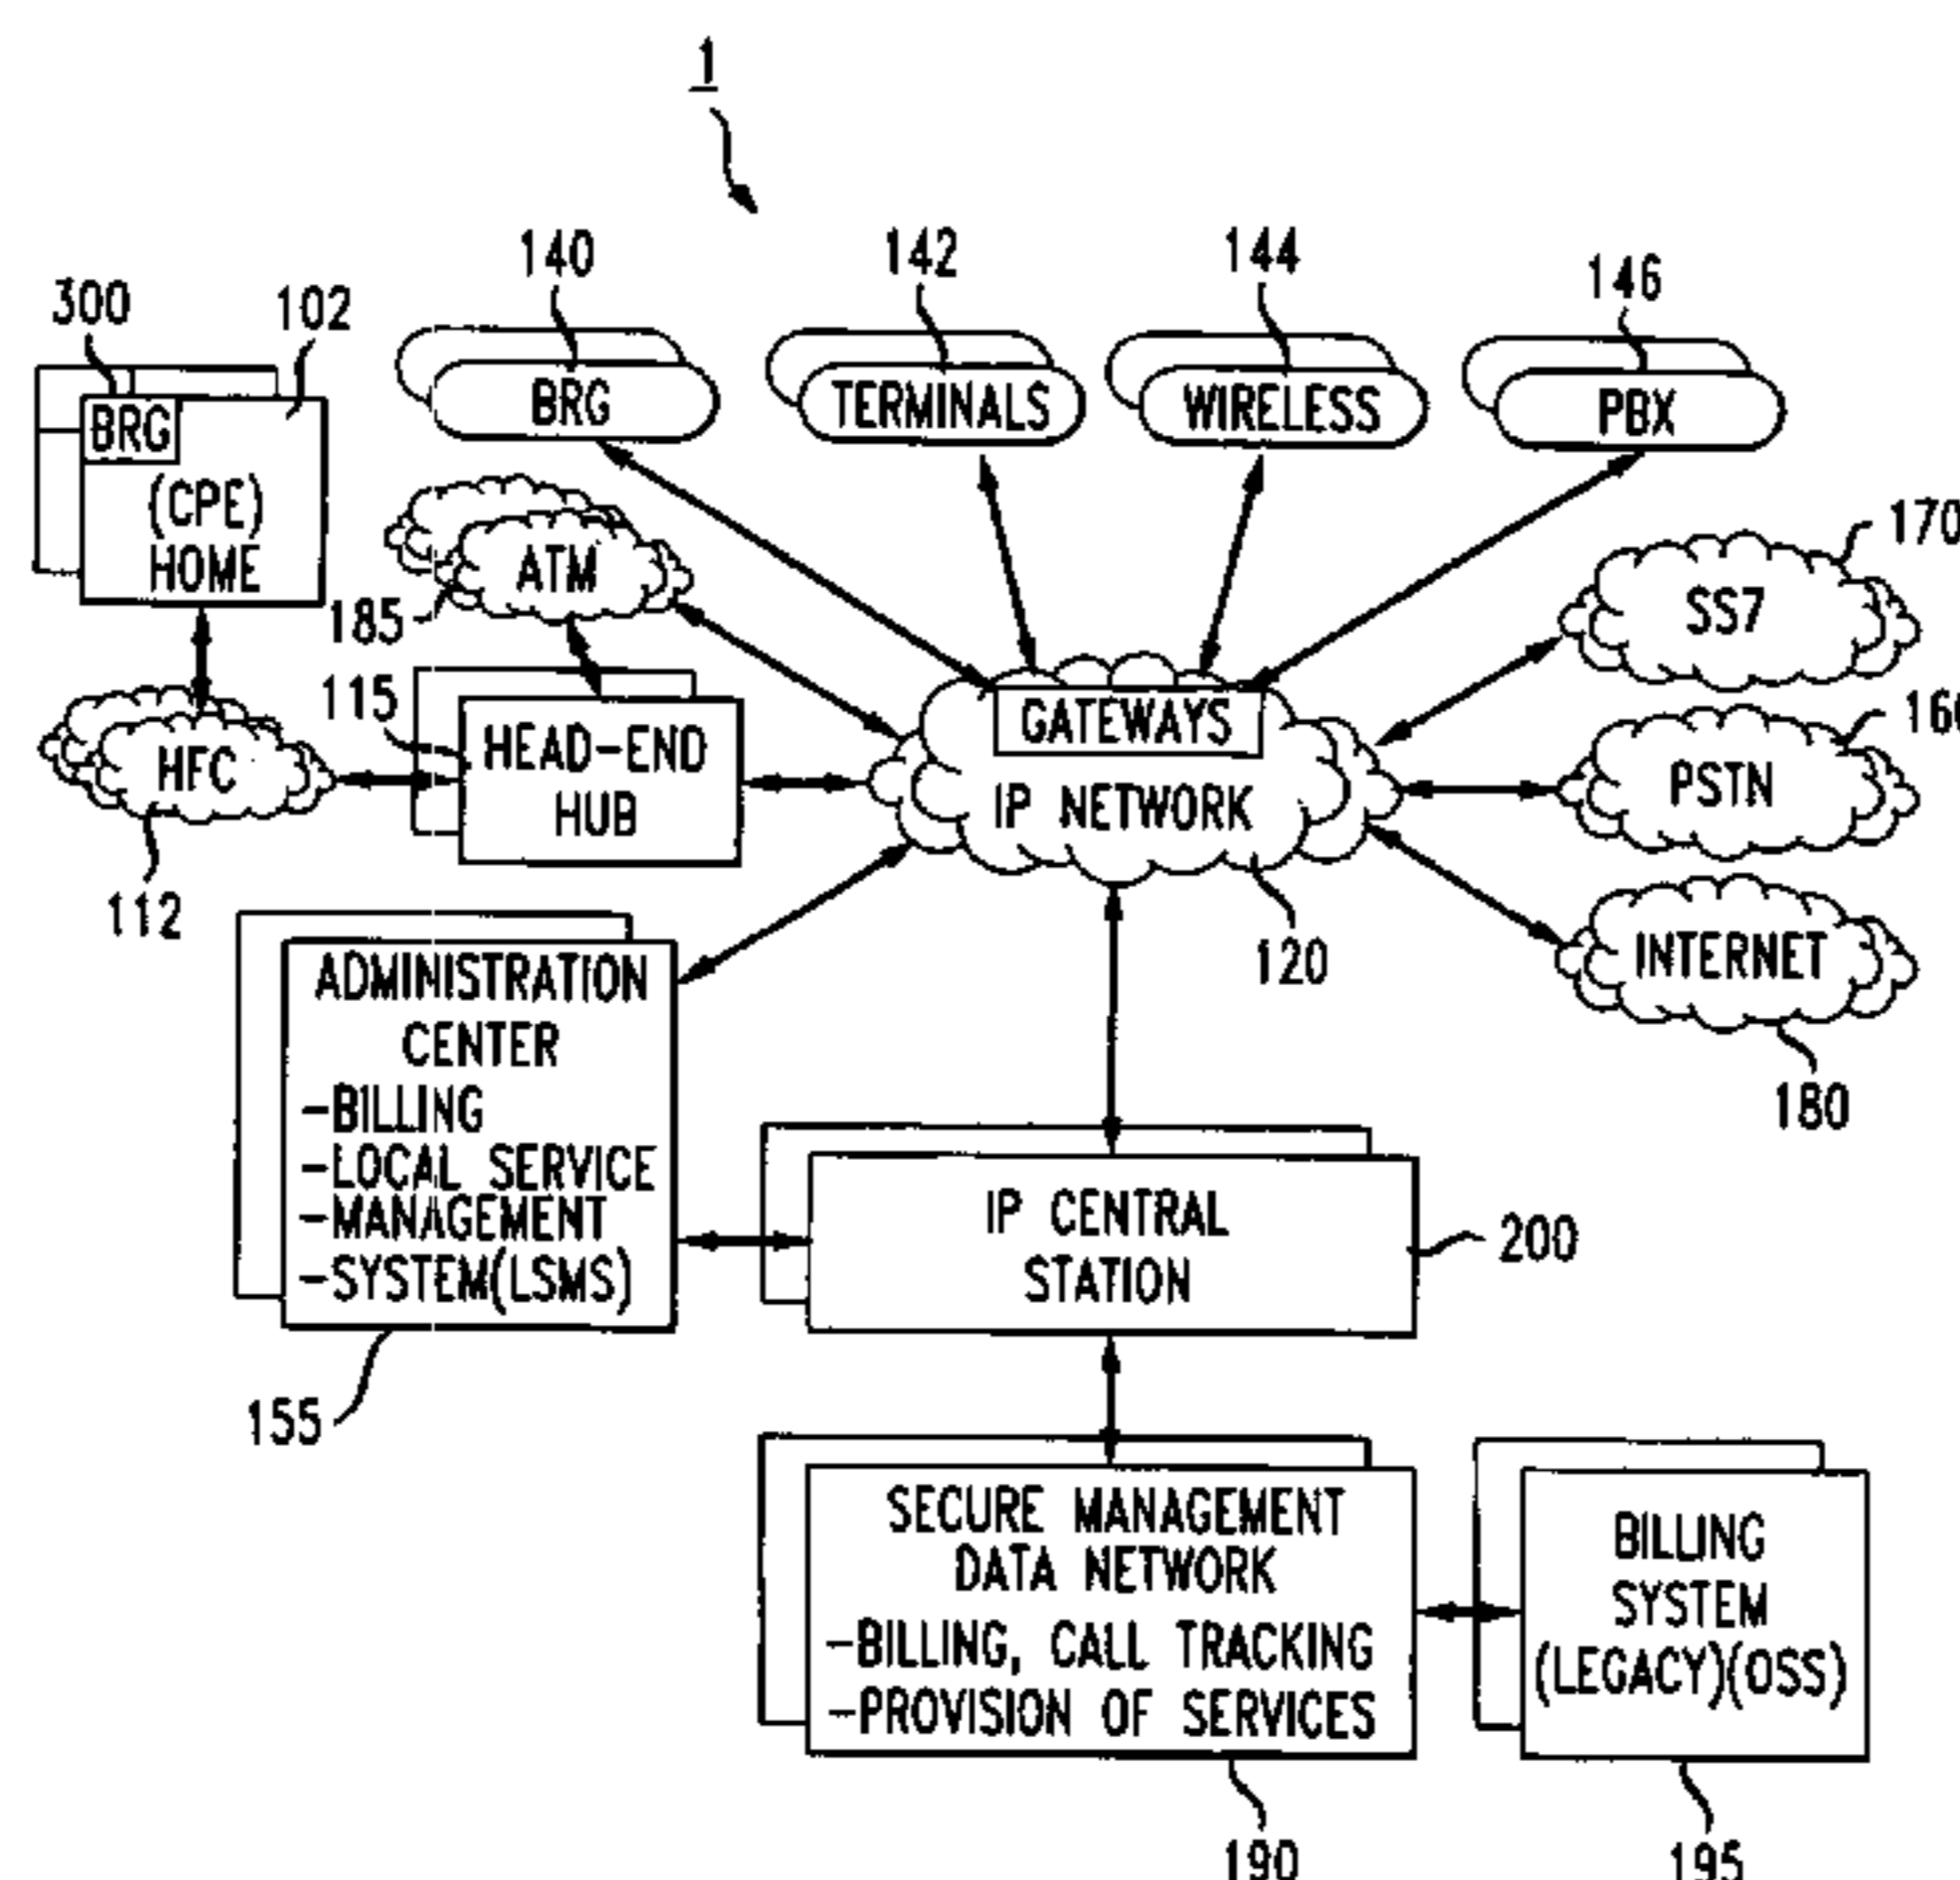 1
140
142
144
146
300
102
BRG
BRG
TERMINALS
WIRELESS
PBX
(CPE)
HOME
ATM
185
170
SS7
115
HEAD-END
HUB
HFC
112
GATEWAYS
IP NETWORK
120
160
PSTN
INTERNET
180
ADMINISTRATION
CENTER
-BILLING
-LOCAL SERVICE
-MANAGEMENT
-SYSTEM(LSMS)
155
IP CENTRAL
STATION
200
SECURE MANAGEMENT
DATA NETWORK
-BILLING, CALL TRACKING
-PROVISION OF SERVICES
190
BILLING
SYSTEM
(LEGACY)(OSS)
195